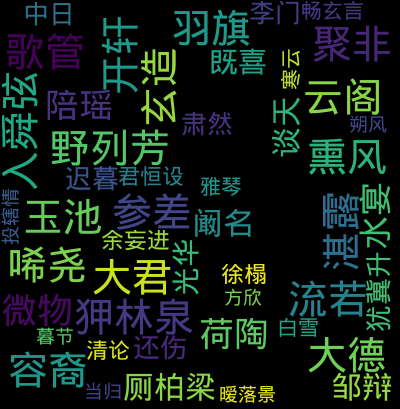 中日
李门
畅玄言
歌管
开轩
羽旗
聚非
既喜
寒云
玄造
入舜弦
陪瑶
云阁
肃然
谈天
朔风
野列芳
熏风
迟暮
君恒设
雅琴
投辖情
玉池
参差
阚名
湛露
水宴
余妄进
唏尧
大君
光华
徐榻
犹冀升
微物
狎林泉
方欣
流若
荷陶
白雪
暮节
清论
还伤
大德
容裔
当归
厕柏梁
暧落景
邹辩